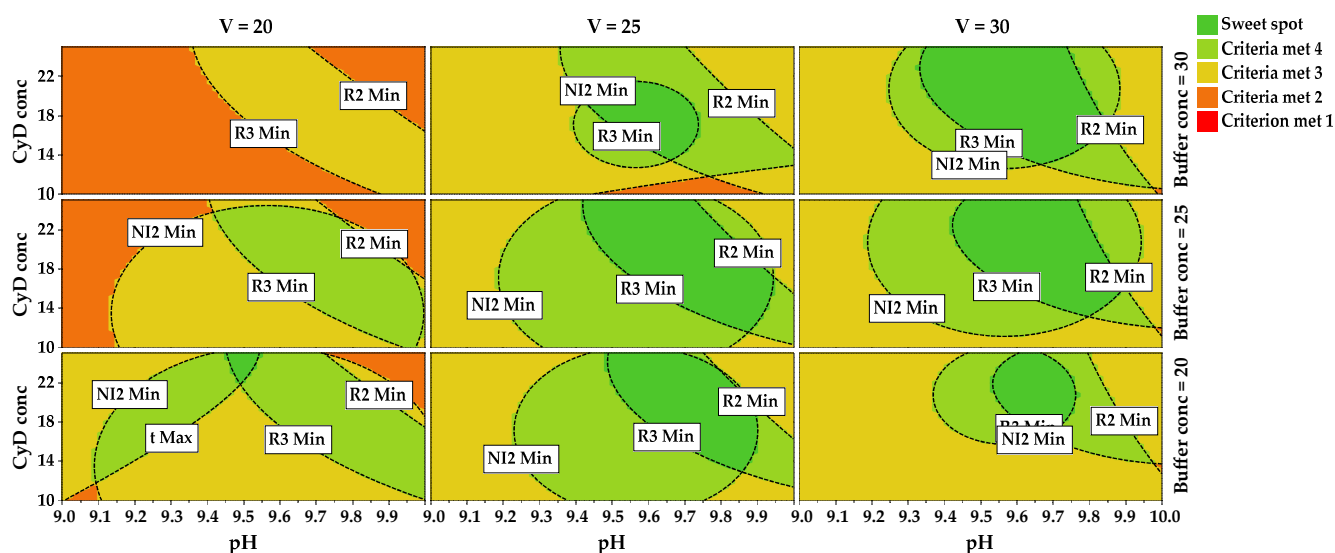 V = 20
V = 25
V = 30
Sweet spot
Criteria met 4
Criteria met 3
Criteria met 2
Criterion met 1
CyD conc
22
18
14
10
R2 Min
R3 Min
NI2 Min
R3 Min
R2 Min
R3 Min
NI2 Min
R2 Min
Buffer conc = 30
CyD conc
22
18
14
10
NI2 Min
R2 Min
R3 Min
NI2 Min
R3 Min
R2 Min
NI2 Min
R3 Min
R2 Min
Buffer conc = 25
CyD conc
22
18
14
10
NI2 Min
t Max
R3 Min
R2 Min
NI2 Min
R3 Min
R2 Min
R3 Min
NI2 Min
R2 Min
Buffer conc = 20
9.0 9.1 9.2 9.3 9.4 9.5 9.6 9.7 9.8 9.9
9.0 9.1 9.2 9.3 9.4 9.5 9.6 9.7 9.8 9.9
9.0 9.1 9.2 9.3 9.4 9.5 9.6 9.7 9.8 9.9 10.0
pH
pH
pH